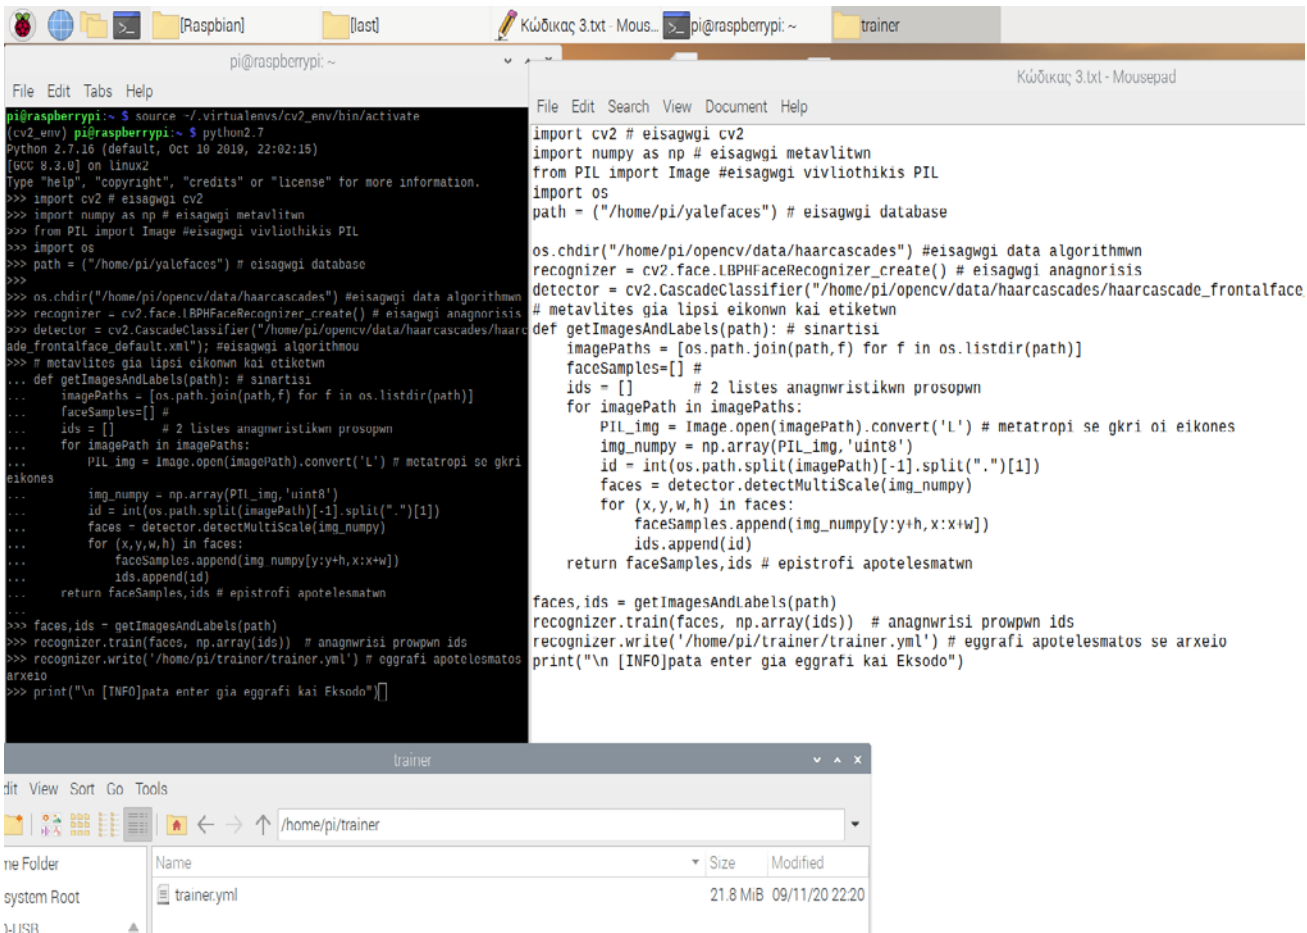 [Raspbian]
[last]
Κώδικας 3.txt - Mous...
pi@raspberrypi: ~
trainer
pi@raspberrypi: ~
File Edit Tabs Help
pi@raspberrypi:~ $ source ~/.virtualenvs/cv2_env/bin/activate
(cv2_env) pi@raspberrypi:~ $ python2.7
Python 2.7.16 (default, Oct 10 2019, 22:02:15)
[GCC 8.3.0] on linux2
Type "help", "copyright", "credits" or "license" for more information.
>>> import cv2 # eisagwgi cv2
>>> import numpy as np # eisagwgi metavlitwn
>>> from PIL import Image #eisagwgi vivliothikis PIL
>>> import os
>>> path = ("/home/pi/yalefaces") # eisagwgi database
>>>
>>> os.chdir("/home/pi/opencv/data/haarcascades") #eisagwgi data algorithmwn
>>> recognizer = cv2.face.LBPHFaceRecognizer_create() # eisagwgi anagnorisis
>>> detector = cv2.CascadeClassifier("/home/pi/opencv/data/haarcascades/haarc
ade_frontalface_default.xml"); #eisagwgi algorithmou
>>> # metavlites gia lipsi eikonwn kai etiketwn
... def getImagesAndLabels(path): # sinartisi
...     imagePaths = [os.path.join(path,f) for f in os.listdir(path)]
...     faceSamples=[] #
...     ids = []       # 2 listes anagnwristikwn prosopwn
...     for imagePath in imagePaths:
...         PIL_img = Image.open(imagePath).convert('L') # metatropi se gkri
eikones
...         img_numpy = np.array(PIL_img,'uint8')
...         id = int(os.path.split(imagePath)[-1].split(".")[1])
...         faces = detector.detectMultiScale(img_numpy)
...         for (x,y,w,h) in faces:
...             faceSamples.append(img_numpy[y:y+h,x:x+w])
...             ids.append(id)
...     return faceSamples,ids # epistrofi apotelesmatwn
...
>>> faces,ids = getImagesAndLabels(path)
>>> recognizer.train(faces, np.array(ids))  # anagnwrisi prowpwn ids
>>> recognizer.write('/home/pi/trainer/trainer.yml') # eggrafi apotelesmatos
arxeio
>>> print("\n [INFO]pata enter gia eggrafi kai Eksodo")
Κώδικας 3.txt - Mousepad
File Edit Search View Document Help
import cv2 # eisagwgi cv2
import numpy as np # eisagwgi metavlitwn
from PIL import Image #eisagwgi vivliothikis PIL
import os
path = ("/home/pi/yalefaces") # eisagwgi database
os.chdir("/home/pi/opencv/data/haarcascades") #eisagwgi data algorithmwn
recognizer = cv2.face.LBPHFaceRecognizer_create() # eisagwgi anagnorisis
detector = cv2.CascadeClassifier("/home/pi/opencv/data/haarcascades/haarcascade_frontalface_
# metavlites gia lipsi eikonwn kai etiketwn
def getImagesAndLabels(path): # sinartisi
    imagePaths = [os.path.join(path,f) for f in os.listdir(path)]
    faceSamples=[] #
    ids = []       # 2 listes anagnwristikwn prosopwn
    for imagePath in imagePaths:
        PIL_img = Image.open(imagePath).convert('L') # metatropi se gkri oi eikones
        img_numpy = np.array(PIL_img,'uint8')
        id = int(os.path.split(imagePath)[-1].split(".")[1])
        faces = detector.detectMultiScale(img_numpy)
        for (x,y,w,h) in faces:
            faceSamples.append(img_numpy[y:y+h,x:x+w])
            ids.append(id)
    return faceSamples,ids # epistrofi apotelesmatwn
faces,ids = getImagesAndLabels(path)
recognizer.train(faces, np.array(ids))  # anagnwrisi prowpwn ids
recognizer.write('/home/pi/trainer/trainer.yml') # eggrafi apotelesmatos se arxeio
print("\n [INFO]pata enter gia eggrafi kai Eksodo")
trainer
dit View Sort Go Tools
/home/pi/trainer
me Folder
Name Size Modified
system Root
trainer.yml 21.8 MiB 09/11/20 22:20